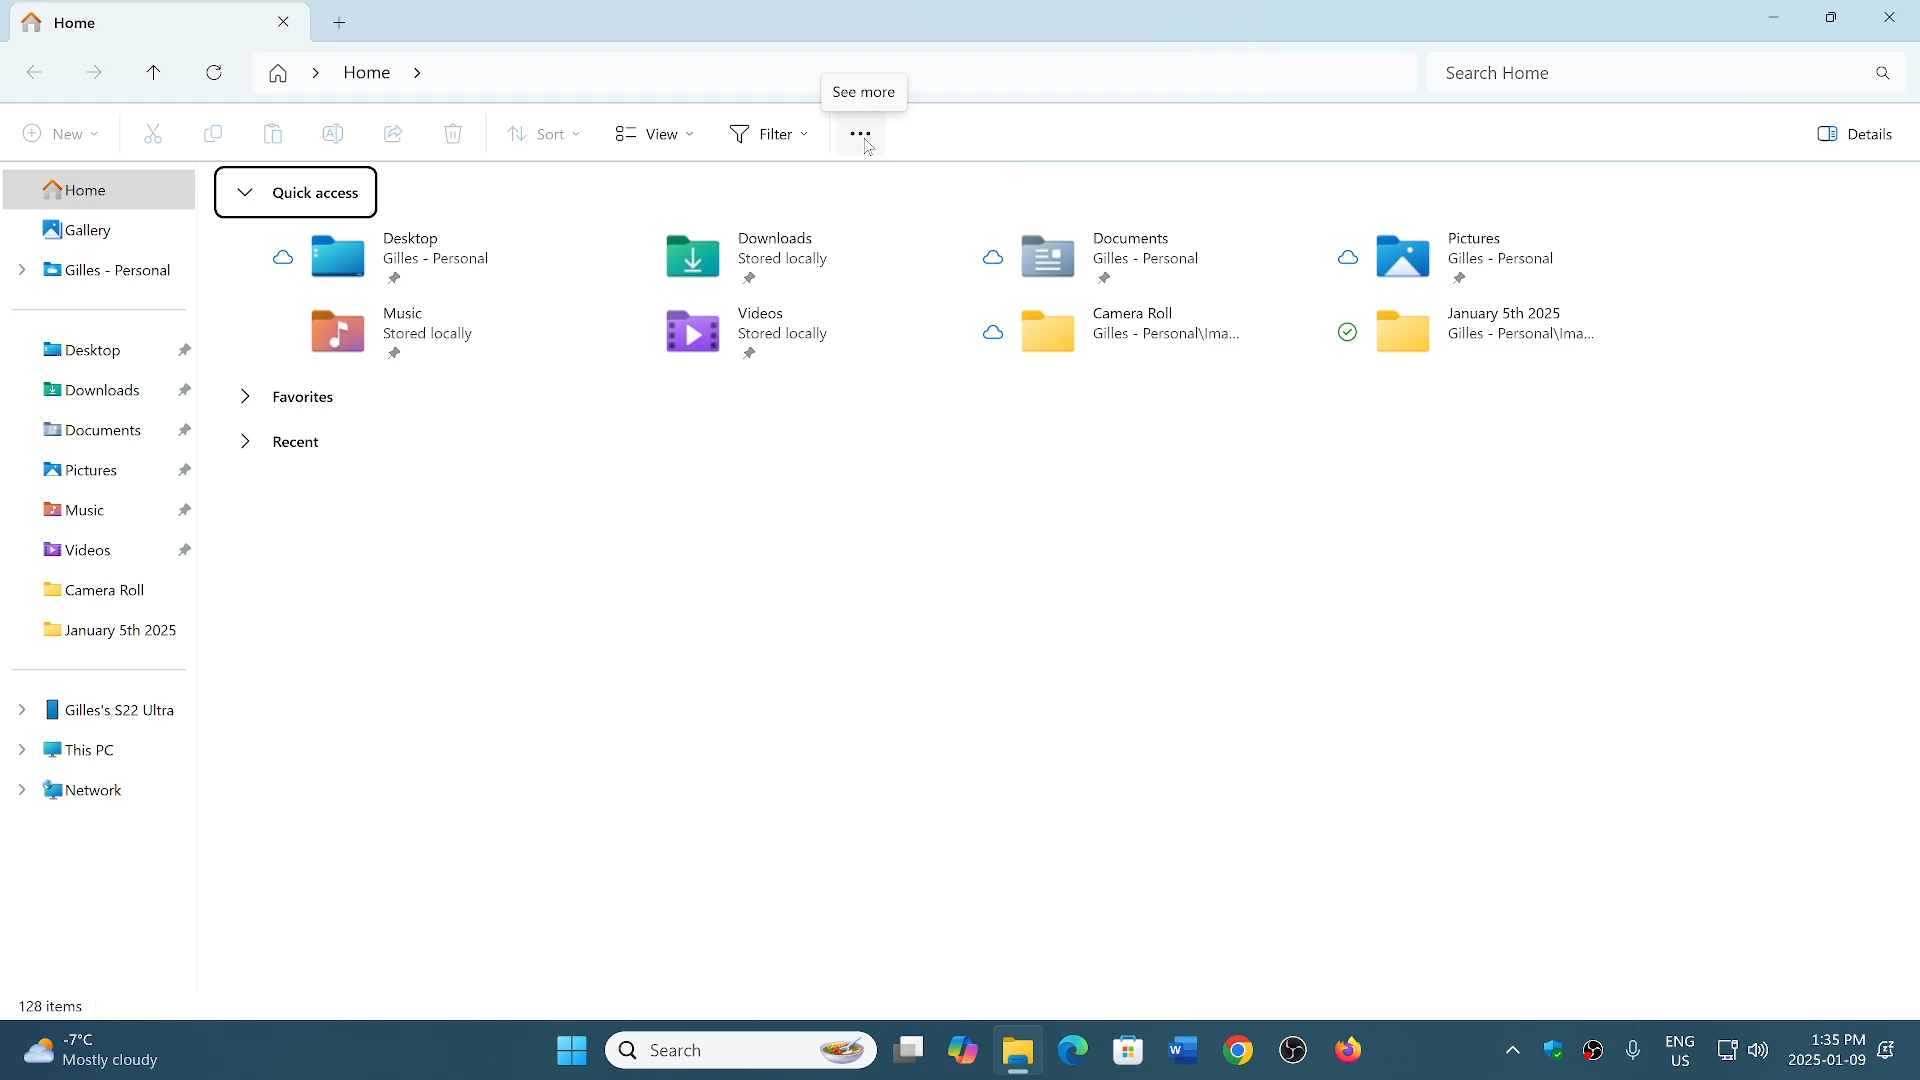 Home
Home
Search Home
See more
New
Sort
View
Filter
Details
Home
Gallery
Gilles - Personal
Desktop
Downloads
Documents
Pictures
Music
Videos
Camera Roll
January 5th 2025
Gilles's S22 Ultra
This PC
Network
Quick access
Desktop
Gilles - Personal
Downloads
Stored locally
Documents
Gilles - Personal
Pictures
Gilles - Personal
Music
Stored locally
Videos
Stored locally
Camera Roll
Gilles - Personal\Ima...
January 5th 2025
Gilles - Personal\Ima...
Favorites
Recent
128 items
-7°C
Mostly cloudy
Search
ENG
US
1:35 PM
2025-01-09